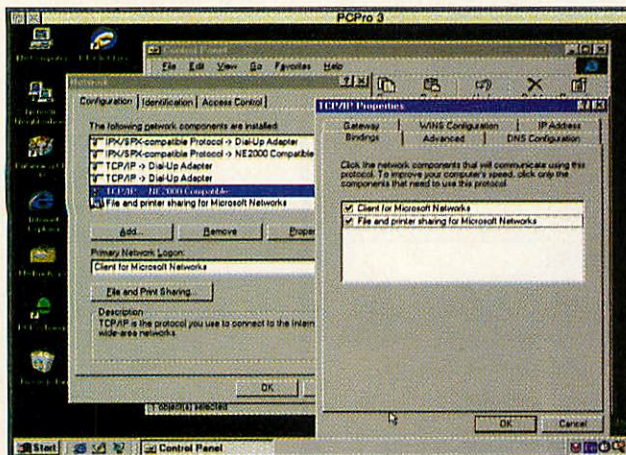 PCPro 3
Control Panel
File Edit View Go Favorites Help
Network
Configuration Identification Access Control
The following network components are installed:
IPX/SPX-compatible Protocol -> Dial-Up Adapter
IPX/SPX-compatible Protocol -> NE2000 Compatible
TCP/IP -> Dial-Up Adapter
TCP/IP -> Dial-Up Adapter
TCP/IP -> NE2000 Compatible
File and printer sharing for Microsoft Networks
Add... Remove Proper
Primary Network Logon:
Client for Microsoft Networks
File and Print Sharing...
Description
TCP/IP is the protocol you use to connect to the Intern
wide-area networks.
OK
1 object(s) selected
TCP/IP Properties
Gateway WINS Configuration IP Address
Bindings Advanced DNS Configuration
Click the network components that will communicate using this
protocol. To improve your computer's speed, click only the
components that need to use this protocol.
Client for Microsoft Networks
File and printer sharing for Microsoft Networks
OK Cancel
Start Control Panel